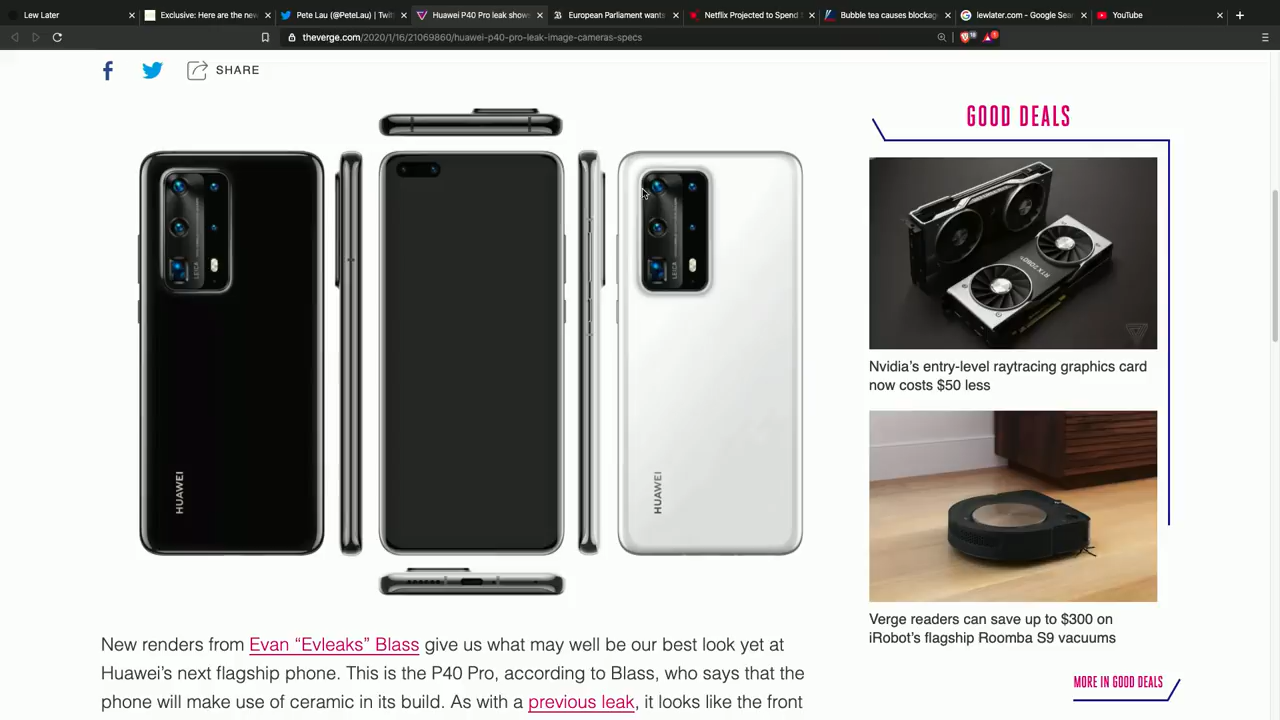 Lew Later
Exclusive: Here are the new
Pete Lau (@PeteLau) | Twitt
Huawei P40 Pro leak shows
European Parliament wants
Netflix Projected to Spend
Bubble tea causes blockag
lewlater.com - Google Sear
YouTube
theverge.com/2020/1/16/21069860/huawei-p40-pro-leak-image-cameras-specs
SHARE
GOOD DEALS
LEICA
LEICA
HUAWEI
HUAWEI
RTX 2080
Nvidia's entry-level raytracing graphics card
now costs $50 less
Verge readers can save up to $300 on
iRobot's flagship Roomba S9 vacuums
MORE IN GOOD DEALS
New renders from Evan “Evleaks” Blass give us what may well be our best look yet at
Huawei's next flagship phone. This is the P40 Pro, according to Blass, who says that the
phone will make use of ceramic in its build. As with a previous leak, it looks like the front